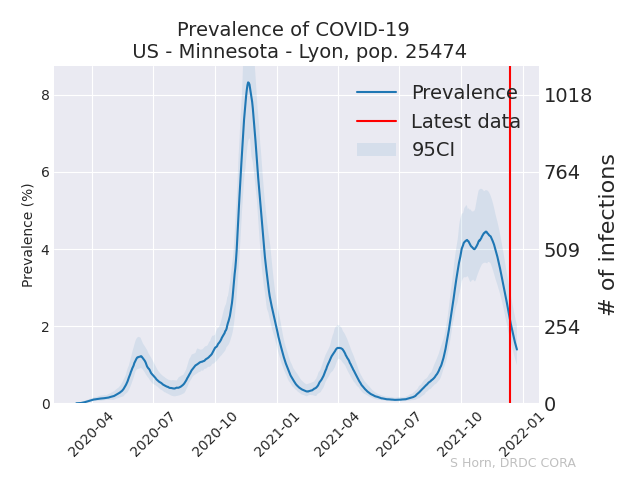 Prevalence of COVID-19
US - Minnesota - Lyon, pop. 25474
Prevalence
Latest data
95CI
Prevalence (%)
8
6
4
2
0
# of infections
1018
764
509
254
0
2020-04
2020-07
2020-10
2021-01
2021-04
2021-07
2021-10
2022-01
S Horn, DRDC CORA